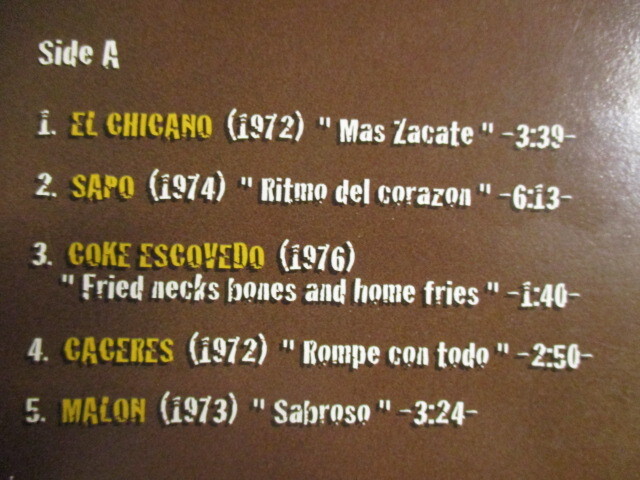 Side A
1. EL CHICANO (1972) " Mas Zacate " -3:39-
2. SAPO (1974) " Ritmo del corazon " -6:13-
3. COKE ESCOVEDO (1976)
" Fried necks bones and home fries " -1:40-
4. CACERES (1972) " Rompe con todo " -2:50-
5. MALON (1973) " Sabroso " -3:24-